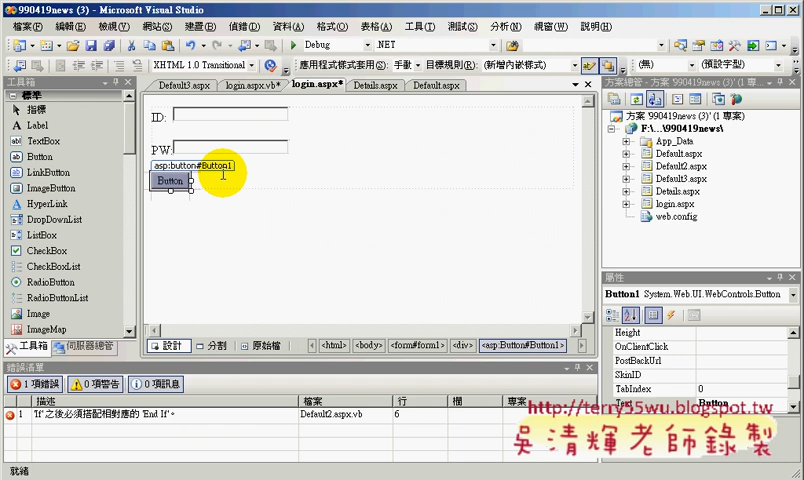 990419news - Microsoft Visual Studio
檔案(F) 編輯(E) 檢視(V) 網站(S) 建置(B) 偵錯(D) 資料(A) 格式(O) 表格(A) 工具(T) 測試(S) 分析(N) 視窗(W) 說明(H)
Debug .NET
XHTML 1.0 Transitional 應用程式樣式套用(S): 手動 目標規則(R): (新增內嵌樣式) (無) (預設字型)
工具箱
標準
指標
Label
TextBox
Button
LinkButton
ImageButton
HyperLink
DropDownList
ListBox
CheckBox
CheckBoxList
RadioButton
RadioButtonList
Image
ImageMap
工具箱 伺服器總管
Default3.aspx login.aspx.vb* login.aspx* Details.aspx Default.aspx
ID:
PW:
asp:button#Button1
Button
設計 分割 原始檔 <html> <body> <form#form1> <div> <asp:Button#Button1>
方案總管 - 方案 '990419news (3)' (1 專...
方案 '990419news (3)' (1 專案)
F:\...\990419news\
App_Data
Default.aspx
Default2.aspx
Default3.aspx
Details.aspx
login.aspx
web.config
屬性
Button1 System.Web.UI.WebControls.Button
Height
OnClientClick
PostBackUrl
SkinID
TabIndex 0
Text Button
錯誤清單
1 項錯誤 0 項警告 0 項訊息
描述 檔案 行 欄 專案
1 'If' 之後必須搭配相對應的 'End If'。 Default2.aspx.vb 6
http://terry55wu.blogspot.tw
吳清輝老師錄製
就緒